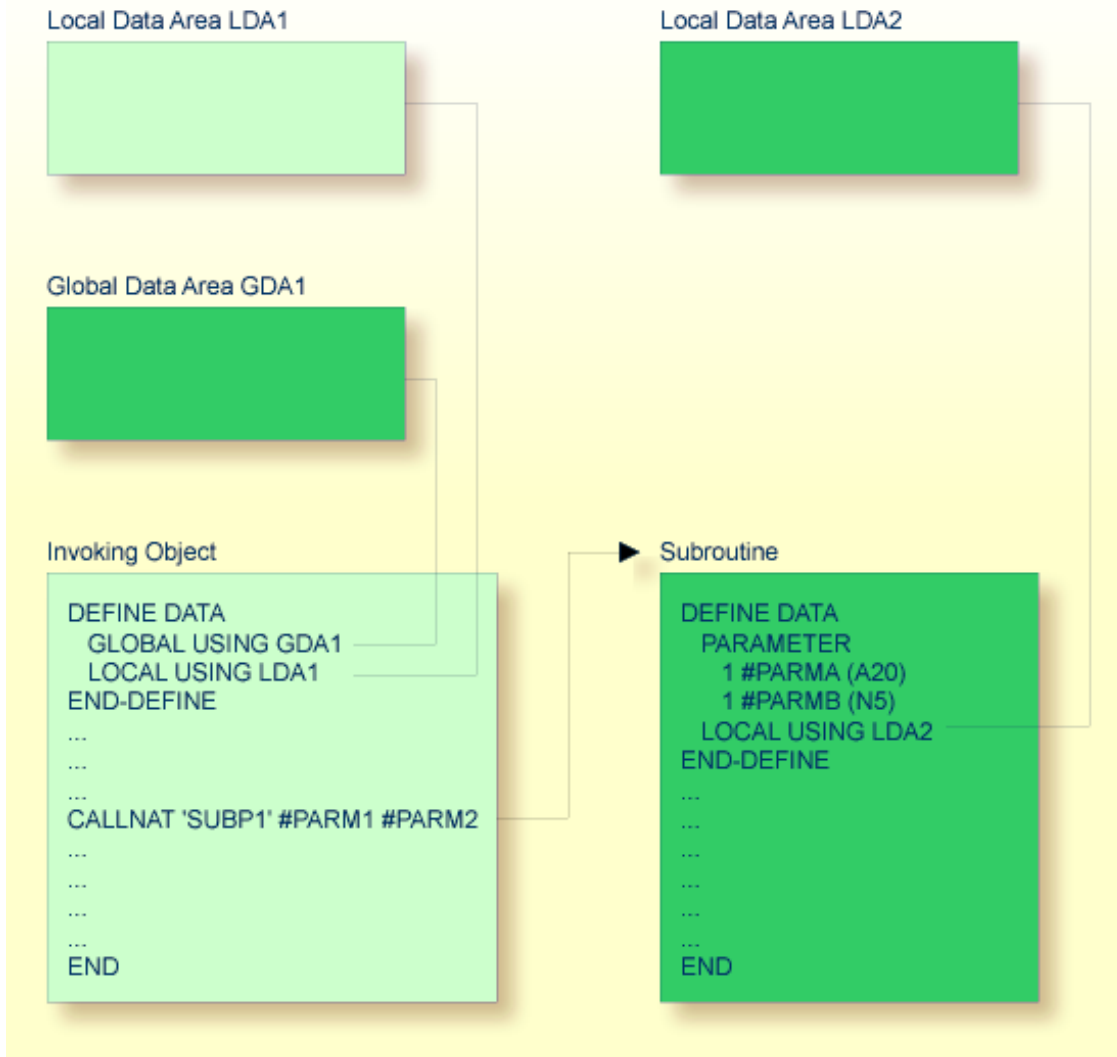 Local Data Area LDA1
Local Data Area LDA2
Global Data Area GDA1
Invoking Object
DEFINE DATA
GLOBAL USING GDA1
LOCAL USING LDA1
END-DEFINE
...
...
...
CALLNAT 'SUBP1' #PARM1 #PARM2
...
...
...
...
END
Subroutine
DEFINE DATA
PARAMETER
1 #PARMA (A20)
1 #PARMB (N5)
LOCAL USING LDA2
END-DEFINE
...
...
...
...
...
...
END